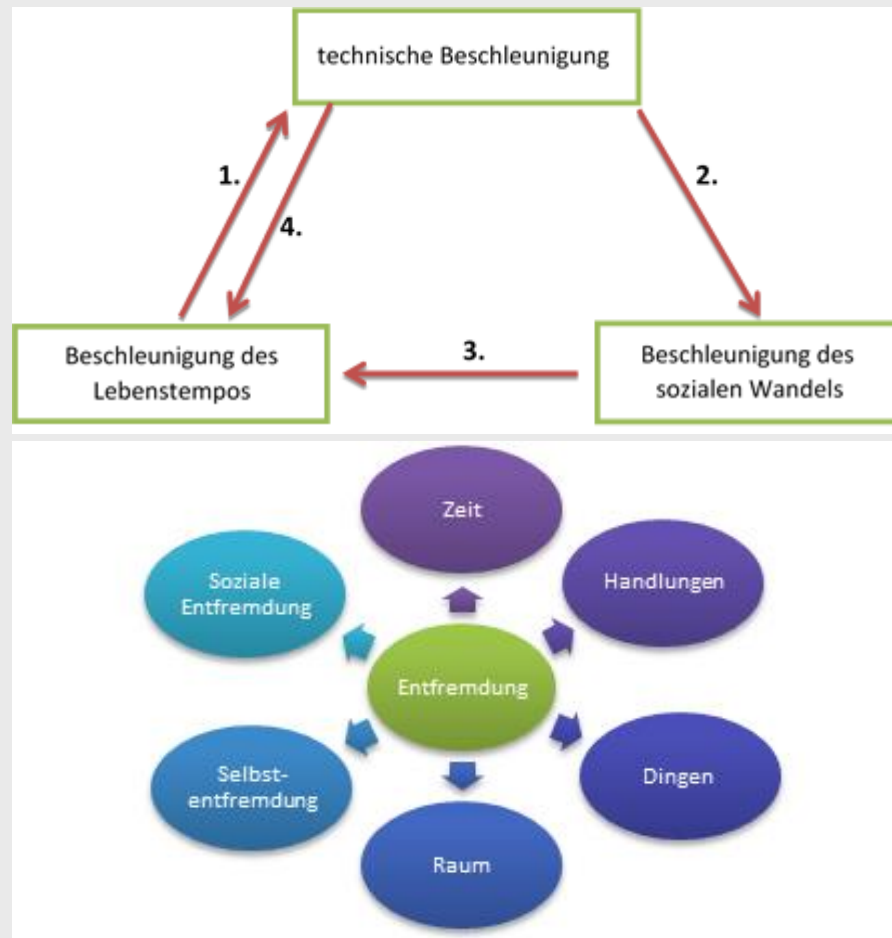 technische Beschleunigung
1.
2.
4.
3.
Beschleunigung des
Lebenstempos
Beschleunigung des
sozialen Wandels
Zeit
Soziale
Entfremdung
Handlungen
Entfremdung
Selbst-
entfremdung
Dingen
Raum